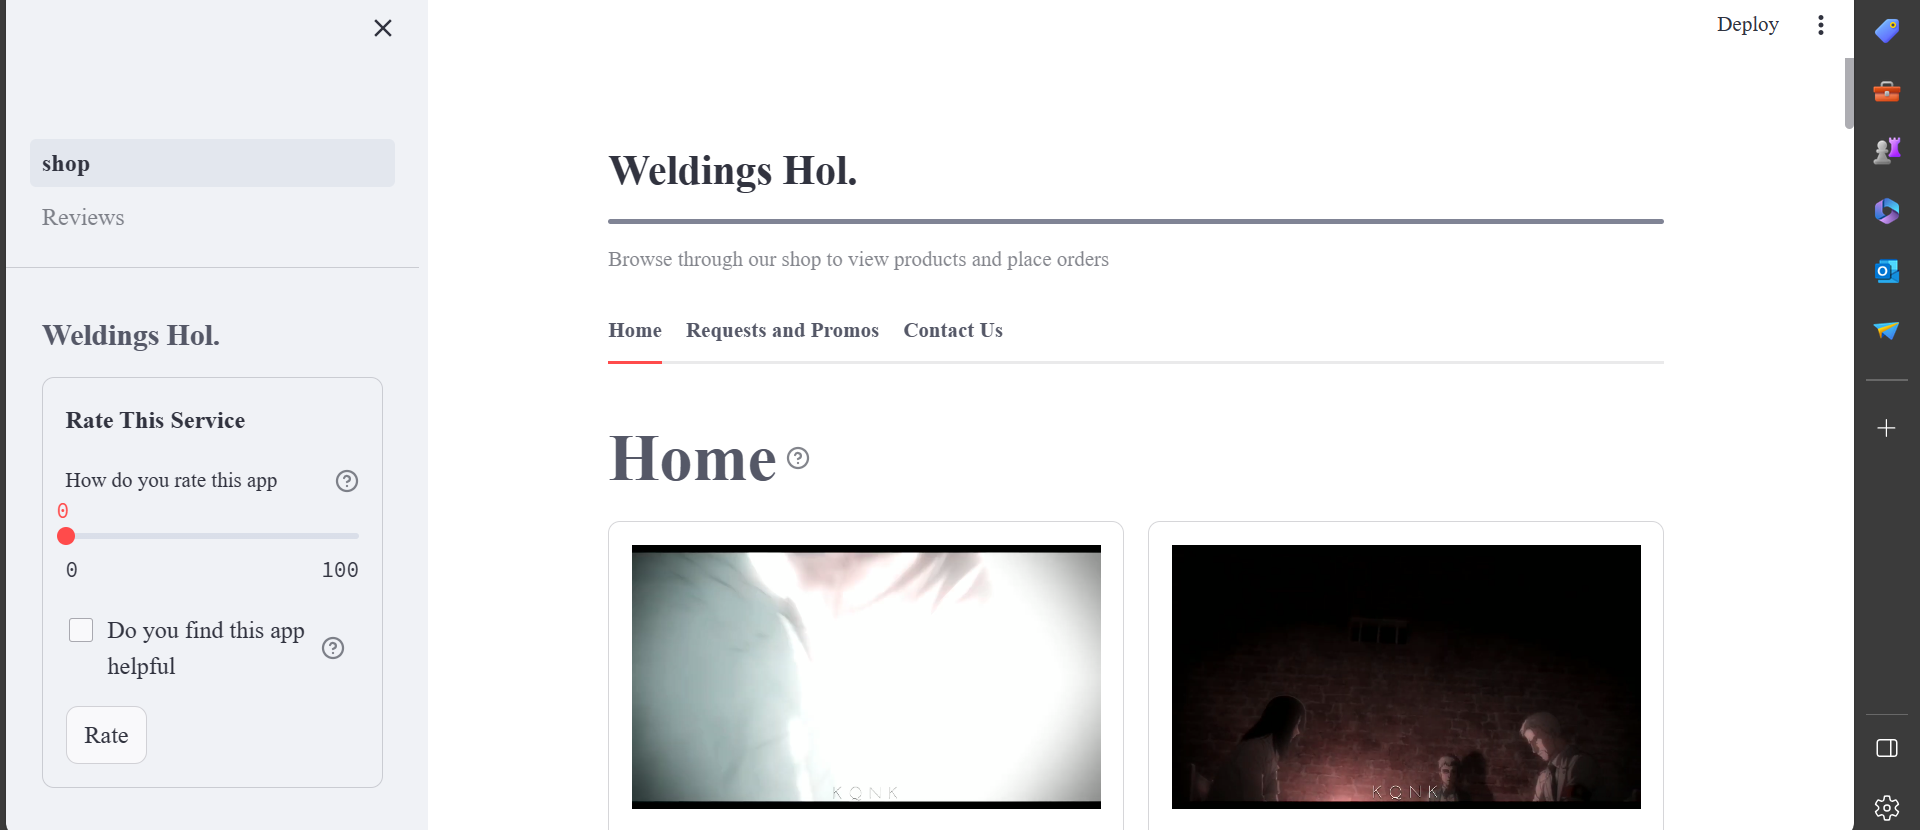 Deploy
shop
Reviews
Weldings Hol.
Rate This Service
How do you rate this app
0
0 100
Do you find this app
helpful
Rate
Weldings Hol.
Browse through our shop to view products and place orders
Home Requests and Promos Contact Us
Home
KQNK
KQNK